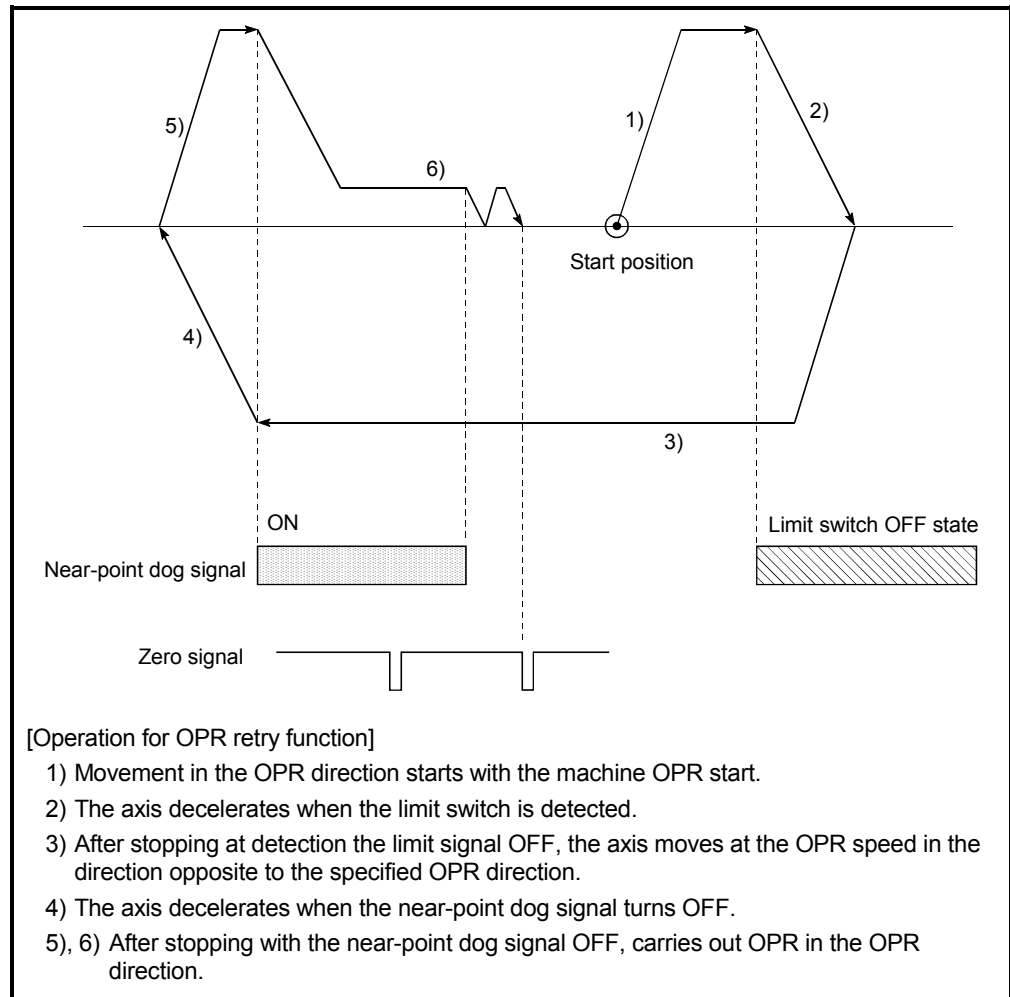 5)
6)
1)
2)
Start position
4)
3)
ON
Limit switch OFF state
Near-point dog signal
Zero signal
[Operation for OPR retry function]
1) Movement in the OPR direction starts with the machine OPR start.
2) The axis decelerates when the limit switch is detected.
3) After stopping at detection the limit signal OFF, the axis moves at the OPR speed in the
direction opposite to the specified OPR direction.
4) The axis decelerates when the near-point dog signal turns OFF.
5), 6) After stopping with the near-point dog signal OFF, carries out OPR in the OPR
direction.